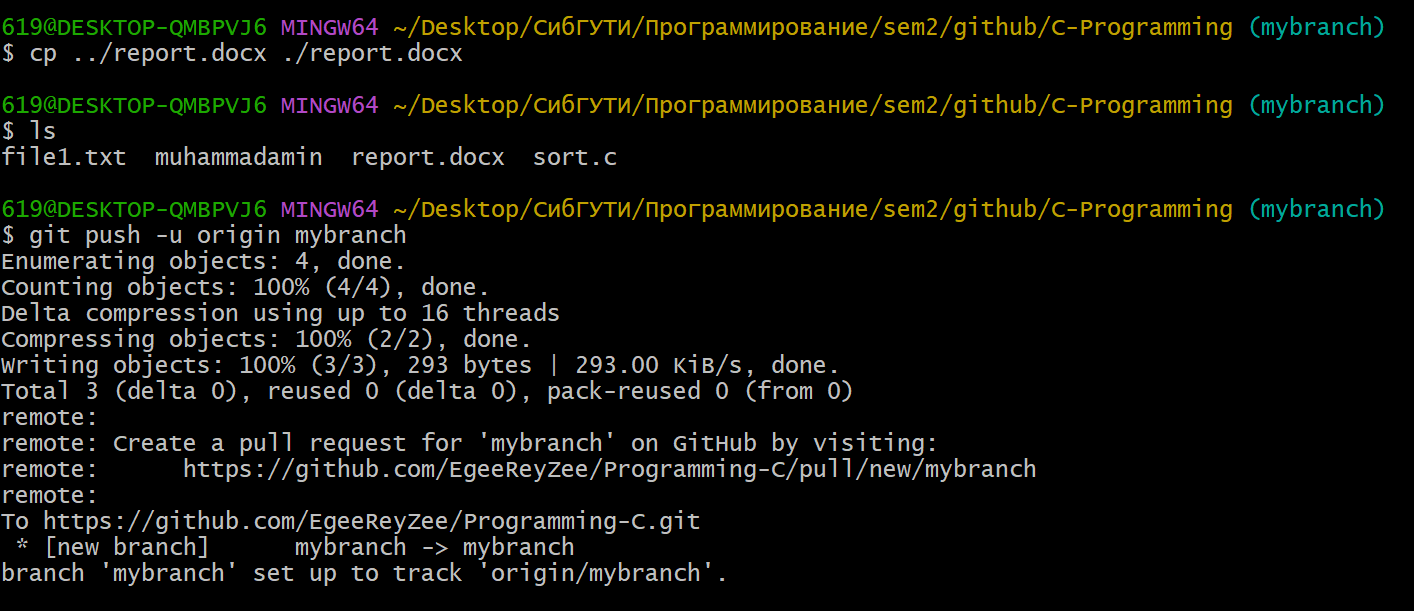 619@DESKTOP-QMBPVJ6 MINGW64 ~/Desktop/СибГУТИ/Программирование/sem2/github/C-Programming (mybranch)
$ cp ../report.docx ./report.docx
619@DESKTOP-QMBPVJ6 MINGW64 ~/Desktop/СибГУТИ/Программирование/sem2/github/C-Programming (mybranch)
$ ls
file1.txt  muhammadamin  report.docx  sort.c
619@DESKTOP-QMBPVJ6 MINGW64 ~/Desktop/СибГУТИ/Программирование/sem2/github/C-Programming (mybranch)
$ git push -u origin mybranch
Enumerating objects: 4, done.
Counting objects: 100% (4/4), done.
Delta compression using up to 16 threads
Compressing objects: 100% (2/2), done.
Writing objects: 100% (3/3), 293 bytes | 293.00 KiB/s, done.
Total 3 (delta 0), reused 0 (delta 0), pack-reused 0 (from 0)
remote:
remote: Create a pull request for 'mybranch' on GitHub by visiting:
remote:      https://github.com/EgeeReyZee/Programming-C/pull/new/mybranch
remote:
To https://github.com/EgeeReyZee/Programming-C.git
 * [new branch]      mybranch -> mybranch
branch 'mybranch' set up to track 'origin/mybranch'.